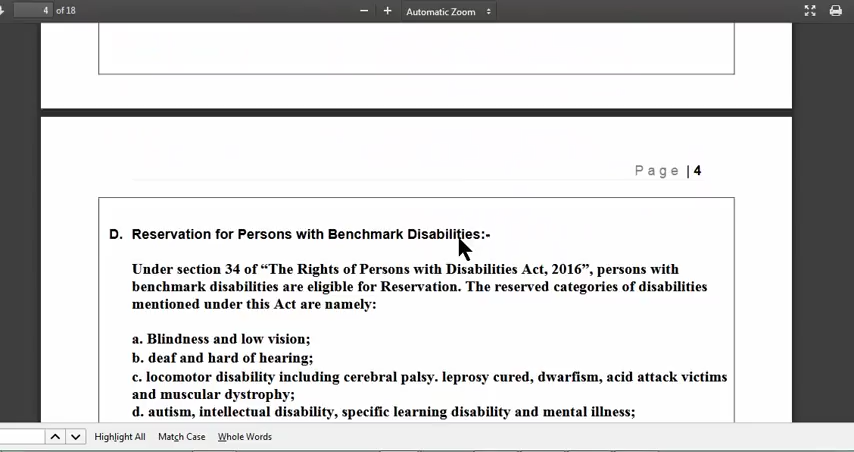 4 of 18
Automatic Zoom
Page | 4
D. Reservation for Persons with Benchmark Disabilities:-
Under section 34 of “The Rights of Persons with Disabilities Act, 2016”, persons with
benchmark disabilities are eligible for Reservation. The reserved categories of disabilities
mentioned under this Act are namely:
a. Blindness and low vision;
b. deaf and hard of hearing;
c. locomotor disability including cerebral palsy. leprosy cured, dwarfism, acid attack victims
and muscular dystrophy;
d. autism, intellectual disability, specific learning disability and mental illness;
Highlight All Match Case Whole Words